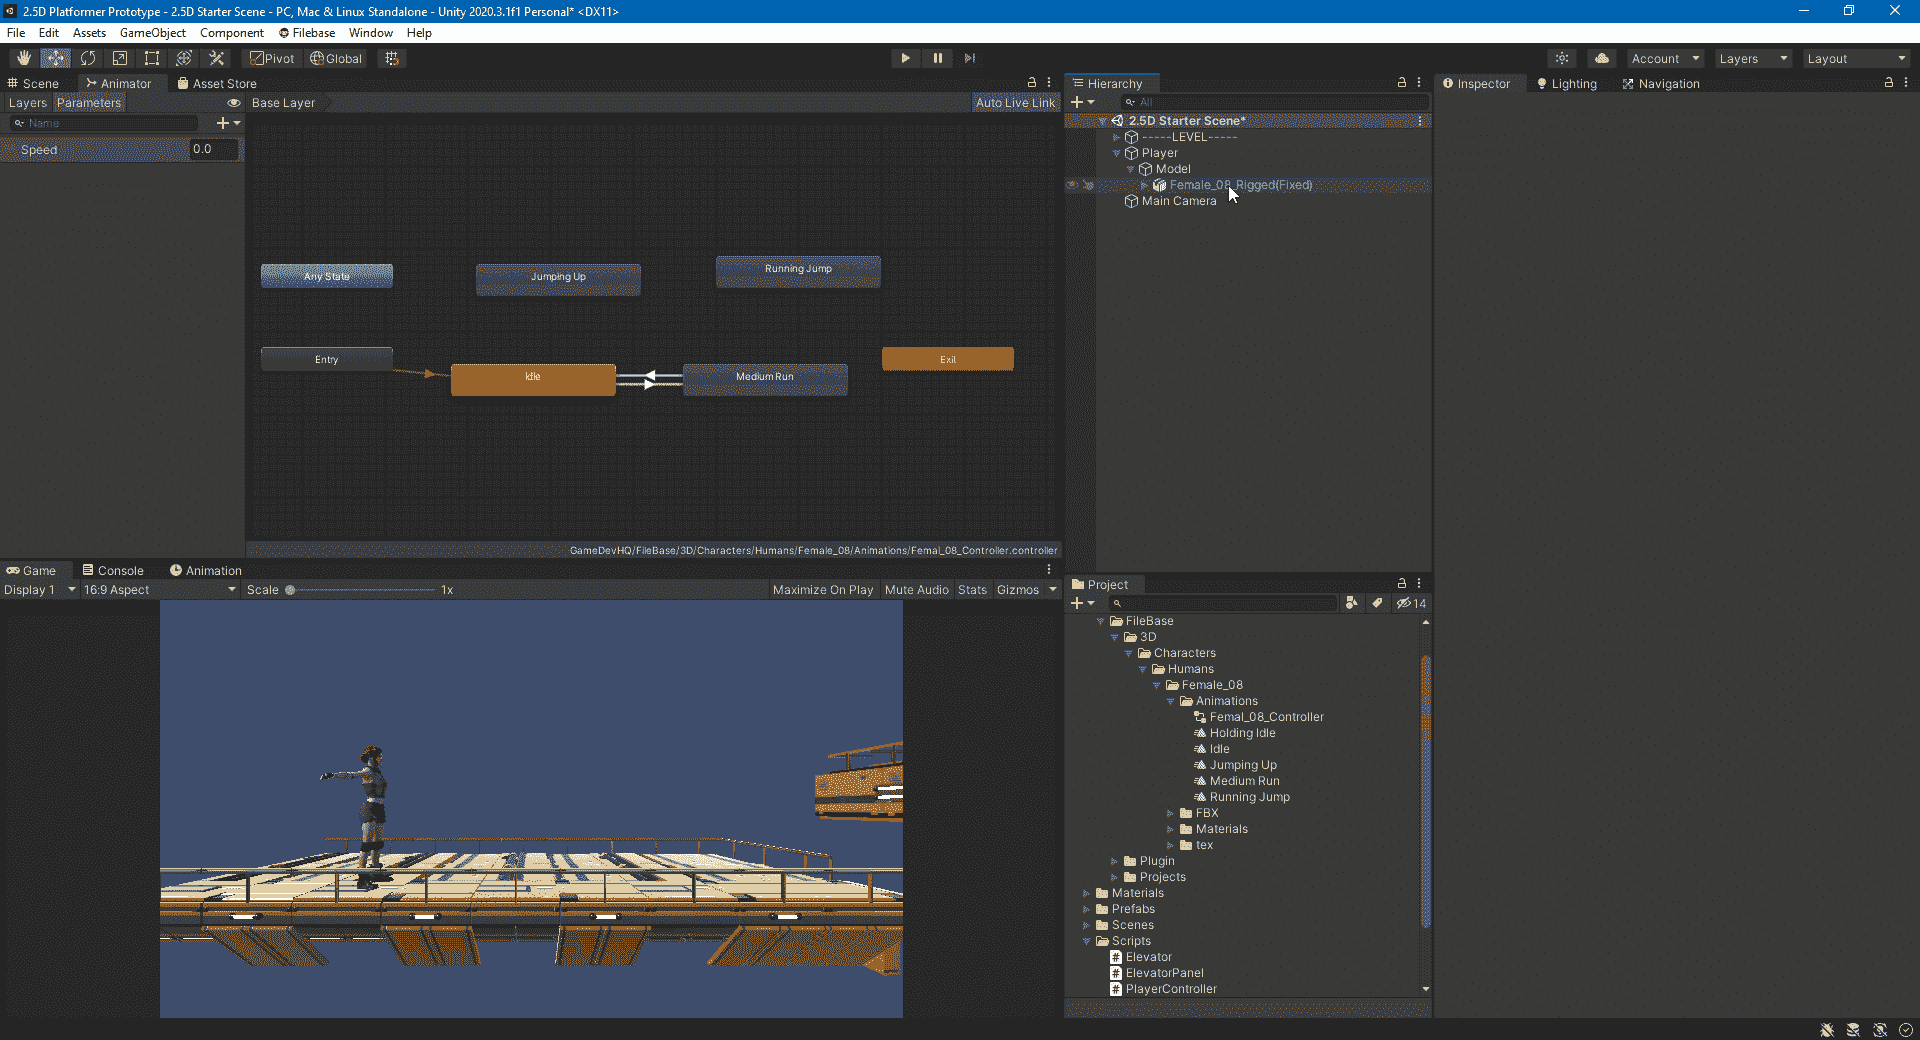 2.5D Platformer Prototype - 2.5D Starter Scene - PC, Mac & Linux Standalone - Unity 2020.3.1f1 Personal* <DX11>
File Edit Assets GameObject Component Filebase Window Help
Pivot Global Account Layers Layout
Scene Animator Asset Store
Layers Parameters Base Layer Auto Live Link
Name
Speed 0.0
Any State
Jumping Up
Running Jump
Entry
Idle
Medium Run
Exit
GameDevHQ/FileBase/3D/Characters/Humans/Female_08/Animations/Femal_08_Controller.controller
Hierarchy
All
2.5D Starter Scene*
-----LEVEL-----
Player
Model
Female_08_Rigged(Fixed)
Main Camera
Inspector Lighting Navigation
Game Console Animation
Display 1 16:9 Aspect Scale 1x Maximize On Play Mute Audio Stats Gizmos
Project
14
FileBase
3D
Characters
Humans
Female_08
Animations
Femal_08_Controller
Holding Idle
Idle
Jumping Up
Medium Run
Running Jump
FBX
Materials
tex
Plugin
Projects
Materials
Prefabs
Scenes
Scripts
Elevator
ElevatorPanel
PlayerController